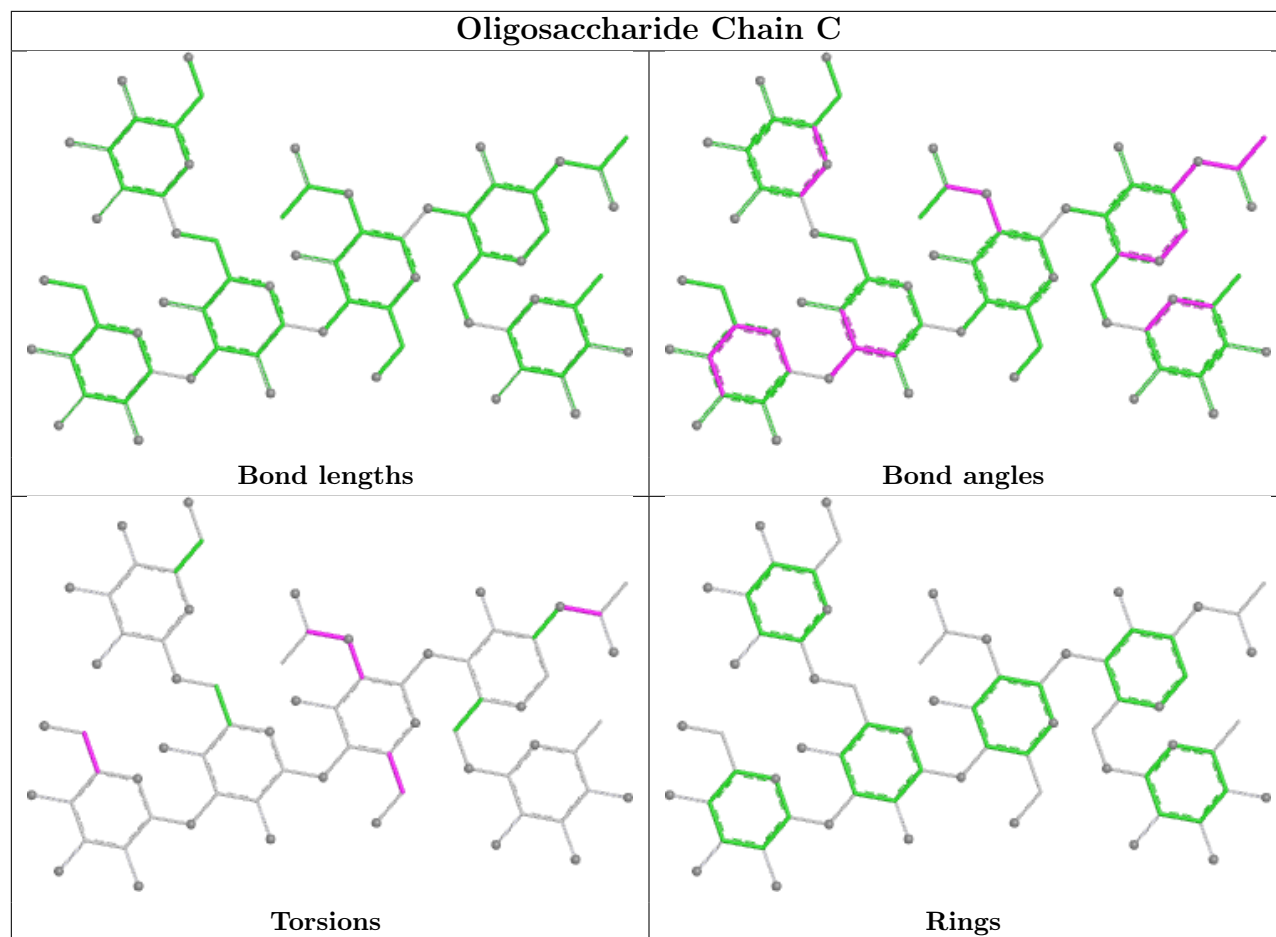 Oligosaccharide Chain C
Bond lengths
Bond angles
Torsions
Rings